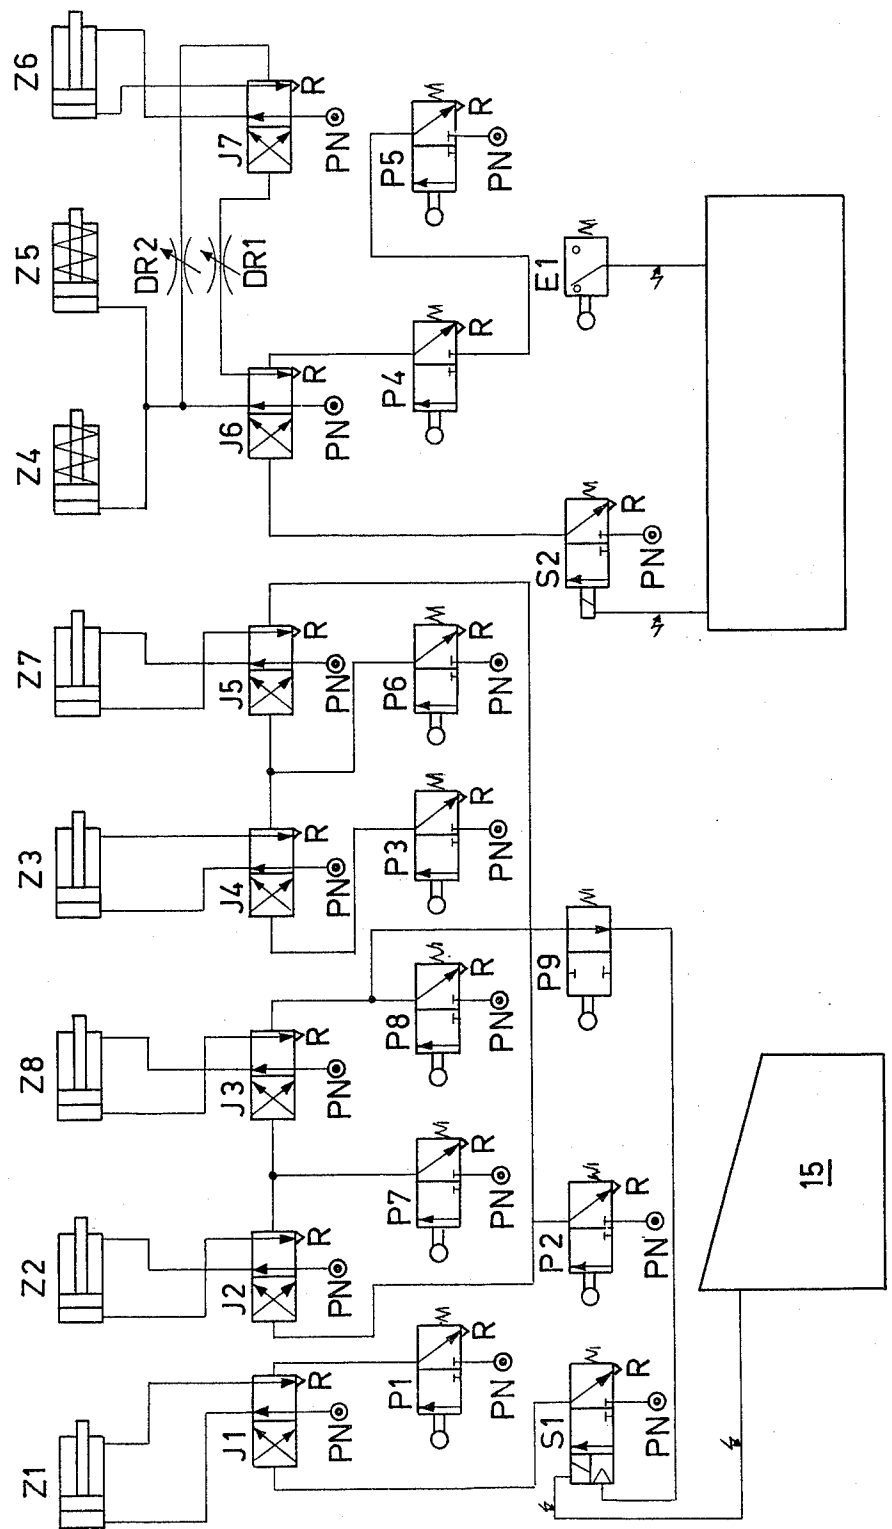 Z1 Z2 Z8 Z3 Z7 Z4 Z5 Z6
DR2
J1 J2 J3 J4 J5 J6 DR1 J7
R R R R R R R
PN PN PN PN PN PN PN
P1 P7 P8 P3 P6 P4 P5
R R R R R R R
PN PN PN PN PN PN
S1 P2 P9 S2 E1
R R R
PN PN PN
15